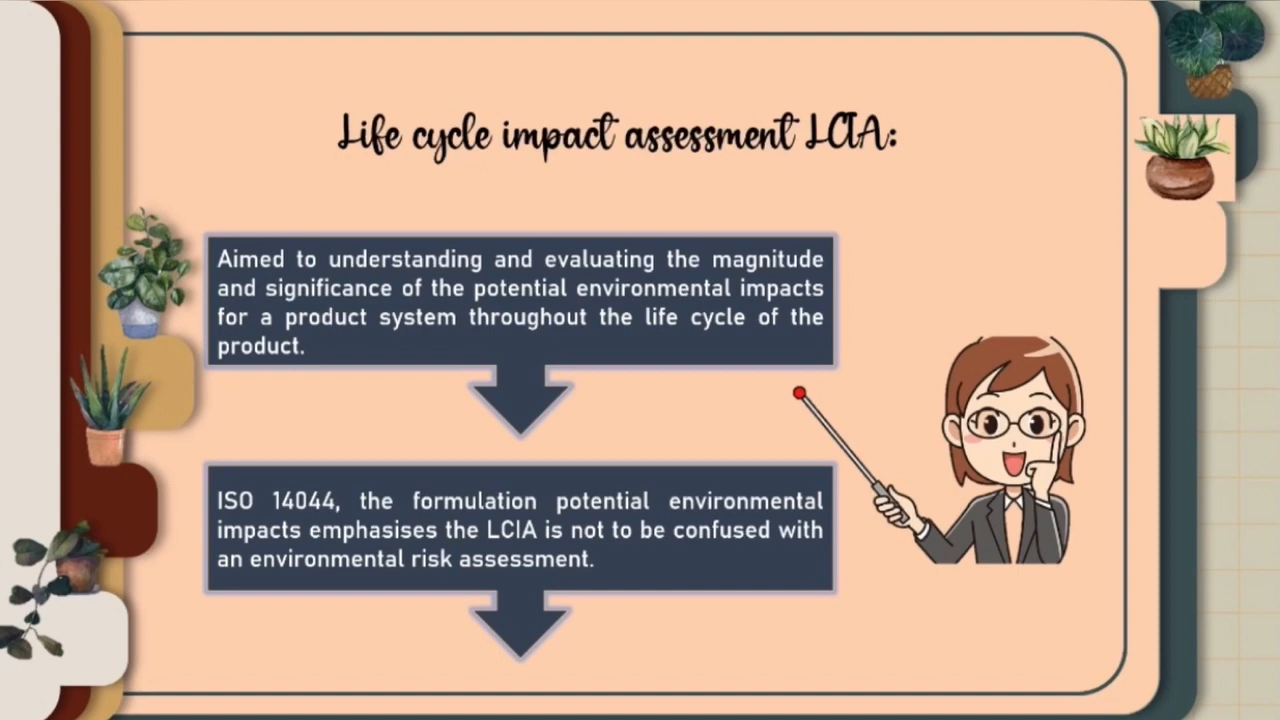 Life cycle impact assessment LCIA:
Aimed to understanding and evaluating the magnitude
and significance of the potential environmental impacts
for a product system throughout the life cycle of the
product.
ISO 14044, the formulation potential environmental
impacts emphasises the LCIA is not to be confused with
an environmental risk assessment.